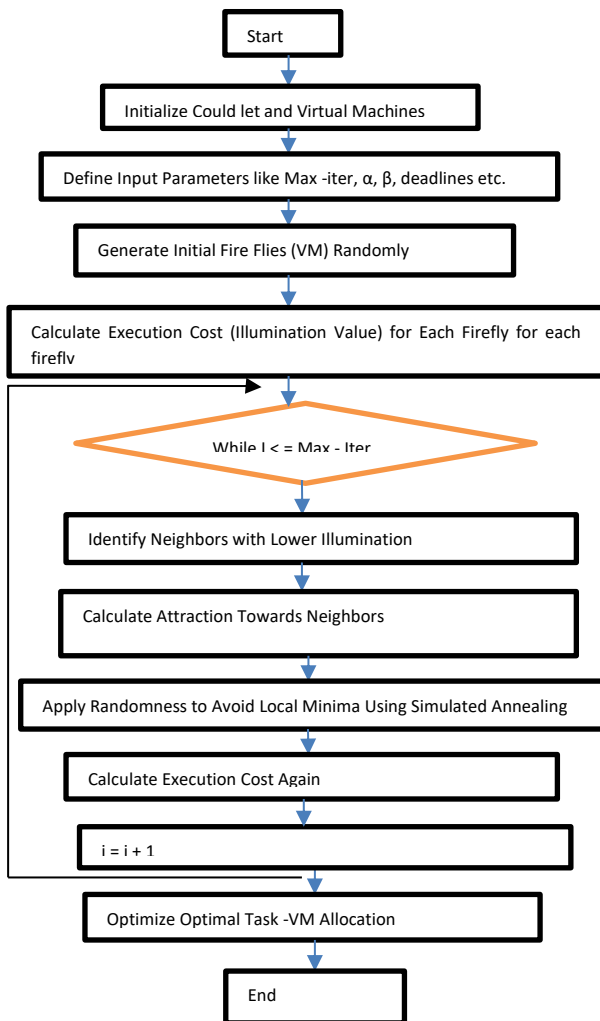 Start
Initialize Could let and Virtual Machines
Define Input Parameters like Max -iter, α, β, deadlines etc.
Generate Initial Fire Flies (VM) Randomly
Calculate Execution Cost (Illumination Value) for Each Firefly for each
firefly
While I < = Max - Iter
Identify Neighbors with Lower Illumination
Calculate Attraction Towards Neighbors
Apply Randomness to Avoid Local Minima Using Simulated Annealing
Calculate Execution Cost Again
i = i + 1
Optimize Optimal Task -VM Allocation
End